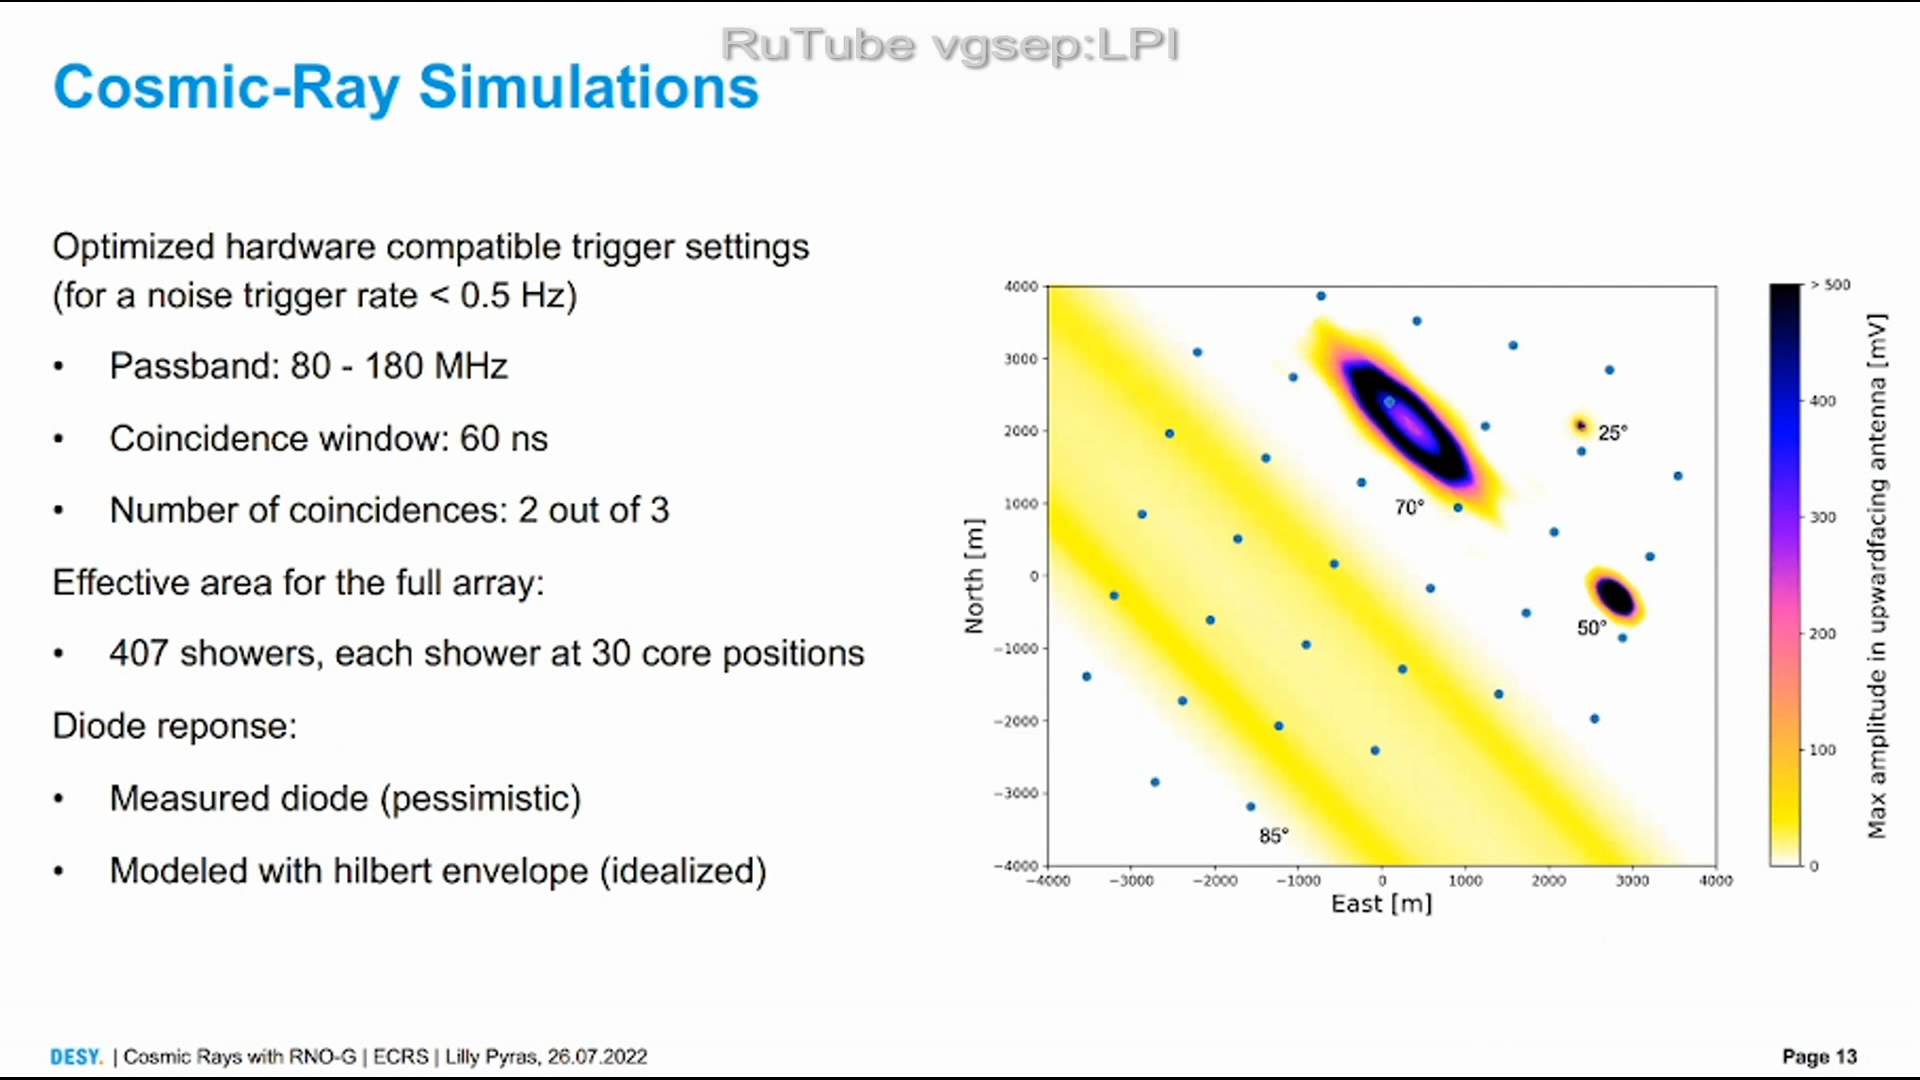 RuTube vgsep:LPI
Cosmic-Ray Simulations
Optimized hardware compatible trigger settings
(for a noise trigger rate < 0.5 Hz)
• Passband: 80 - 180 MHz
• Coincidence window: 60 ns
• Number of coincidences: 2 out of 3
Effective area for the full array:
• 407 showers, each shower at 30 core positions
Diode reponse:
• Measured diode (pessimistic)
• Modeled with hilbert envelope (idealized)
North [m]
4000
3000
2000
1000
0
−1000
−2000
−3000
−4000
25°
70°
50°
85°
−4000 −3000 −2000 −1000 0 1000 2000 3000 4000
East [m]
> 500
400
300
200
100
0
Max amplitude in upwardfacing antenna [mV]
DESY. | Cosmic Rays with RNO-G | ECRS | Lilly Pyras, 26.07.2022
Page 13